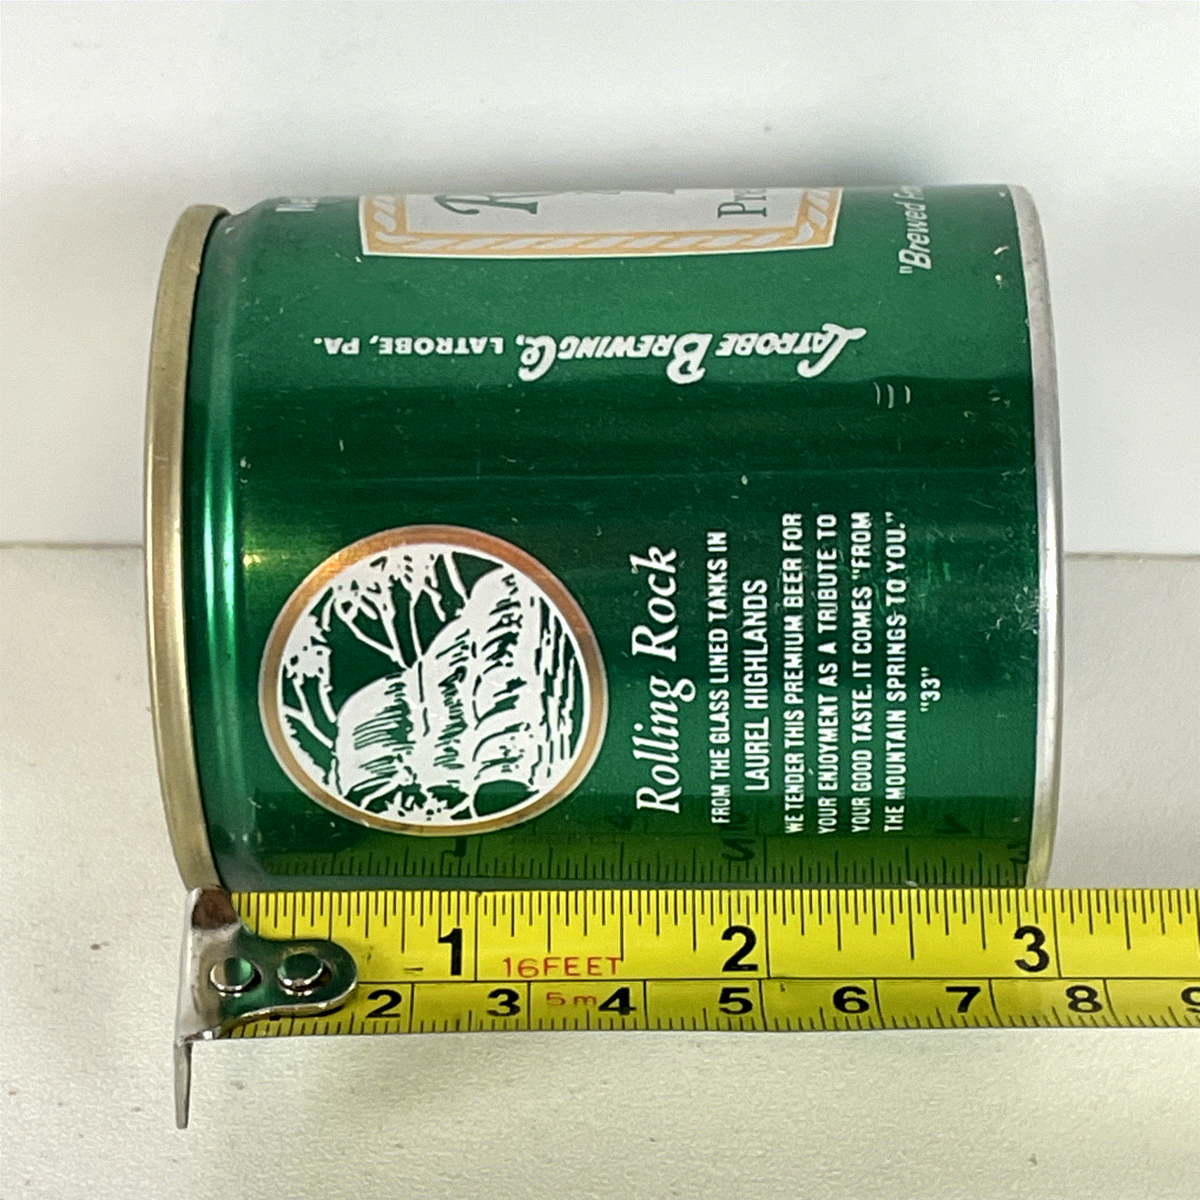 "Brewed
LATROBE BREWING CO., LATROBE, PA.
Rolling Rock
FROM THE GLASS LINED TANKS IN
LAUREL HIGHLANDS
WE TENDER THIS PREMIUM BEER FOR
YOUR ENJOYMENT AS A TRIBUTE TO
YOUR GOOD TASTE. IT COMES "FROM
THE MOUNTAIN SPRINGS TO YOU."
"33"
1 2 3
16FEET
5m
2 3 4 5 6 7 8 9